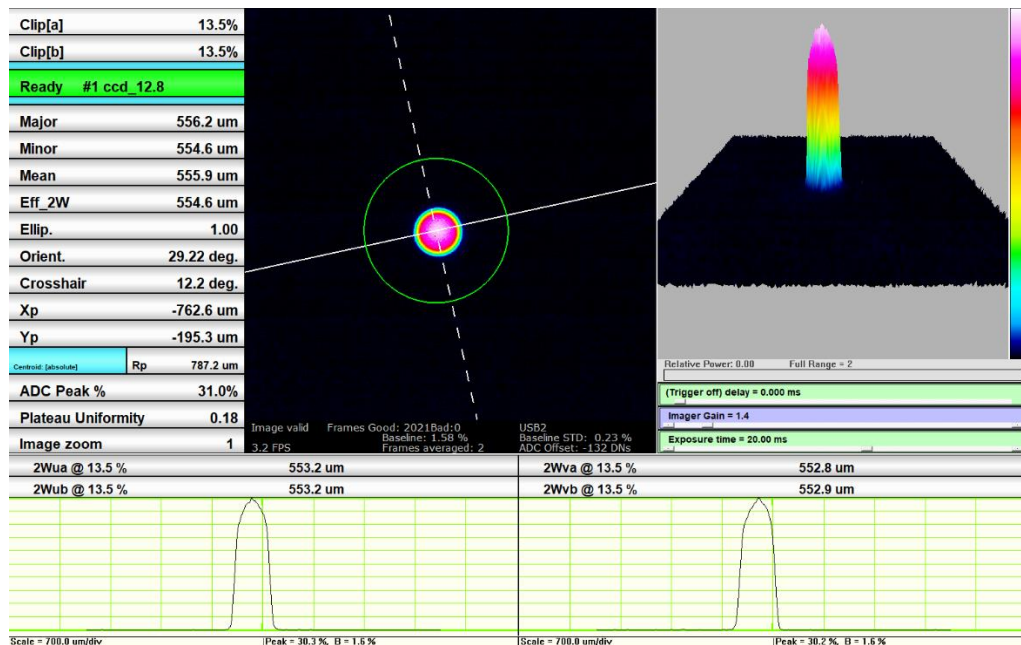 Clip[a] 13.5%
Clip[b] 13.5%
Ready #1 ccd_12.8
Major 556.2 um
Minor 554.6 um
Mean 555.9 um
Eff_2W 554.6 um
Ellip. 1.00
Orient. 29.22 deg.
Crosshair 12.2 deg.
Xp -762.6 um
Yp -195.3 um
Centroid: [absolute] Rp 787.2 um
ADC Peak % 31.0%
Plateau Uniformity 0.18
Image zoom 1
Image valid Frames Good: 2021Bad:0 USB2
Baseline: 1.58 % Baseline STD: 0.23 %
3.2 FPS Frames averaged: 2 ADC Offset: -132 DNs
Relative Power: 0.00 Full Range = 2
(Trigger off) delay = 0.000 ms
Imager Gain = 1.4
Exposure time = 20.00 ms
2Wua @ 13.5 % 553.2 um 2Wva @ 13.5 % 552.8 um
2Wub @ 13.5 % 553.2 um 2Wvb @ 13.5 % 552.9 um
Scale = 700.0 um/div Peak = 30.3 %, B = 1.6 % Scale = 700.0 um/div Peak = 30.2 %, B = 1.6 %